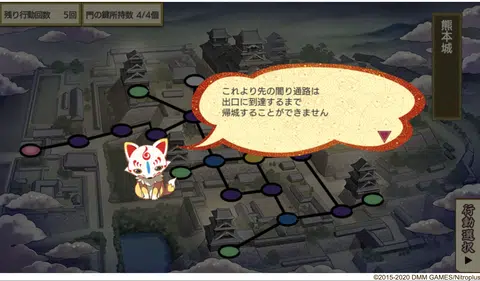 残り行動回数 5回
門の鍵所持数 4/4個
熊本城
これより先の闇り通路は
出口に到達するまで
帰城することができません
行動選択
©2015-2020 DMM GAMES/Nitroplus